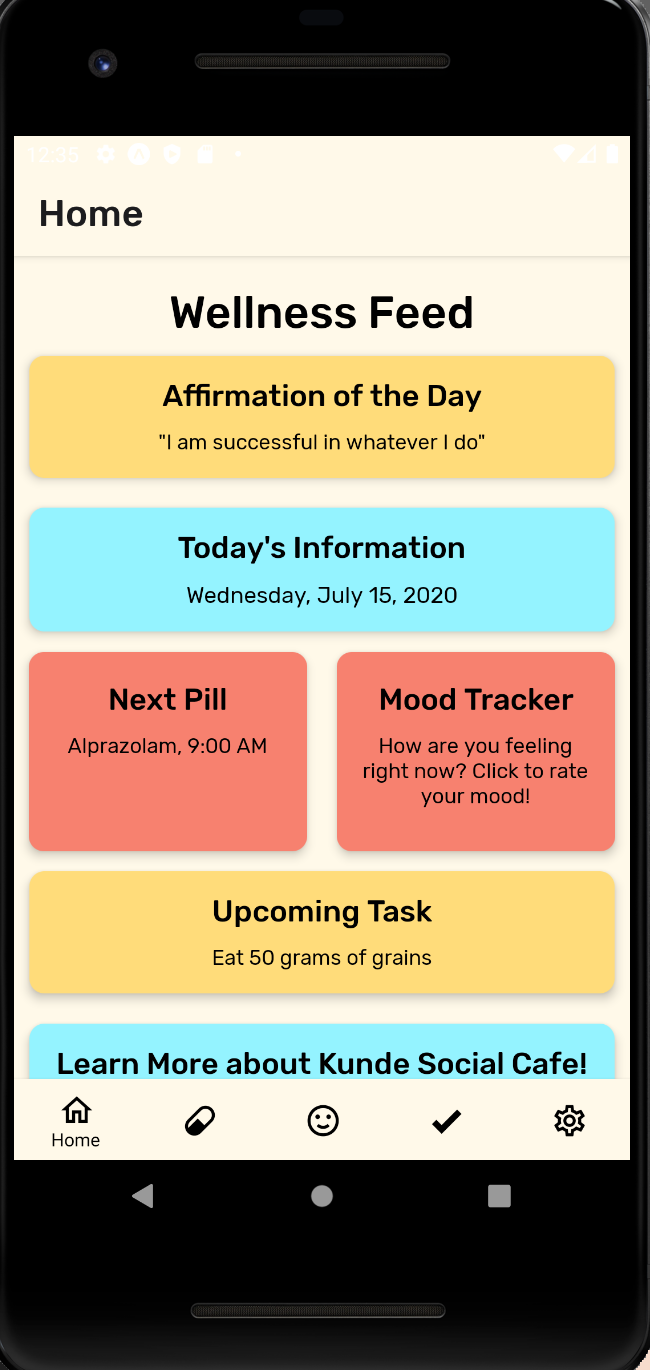 12:35
Home
Wellness Feed
Affirmation of the Day
"I am successful in whatever I do"
Today's Information
Wednesday, July 15, 2020
Next Pill
Alprazolam, 9:00 AM
Mood Tracker
How are you feeling
right now? Click to rate
your mood!
Upcoming Task
Eat 50 grams of grains
Learn More about Kunde Social Cafe!
Home